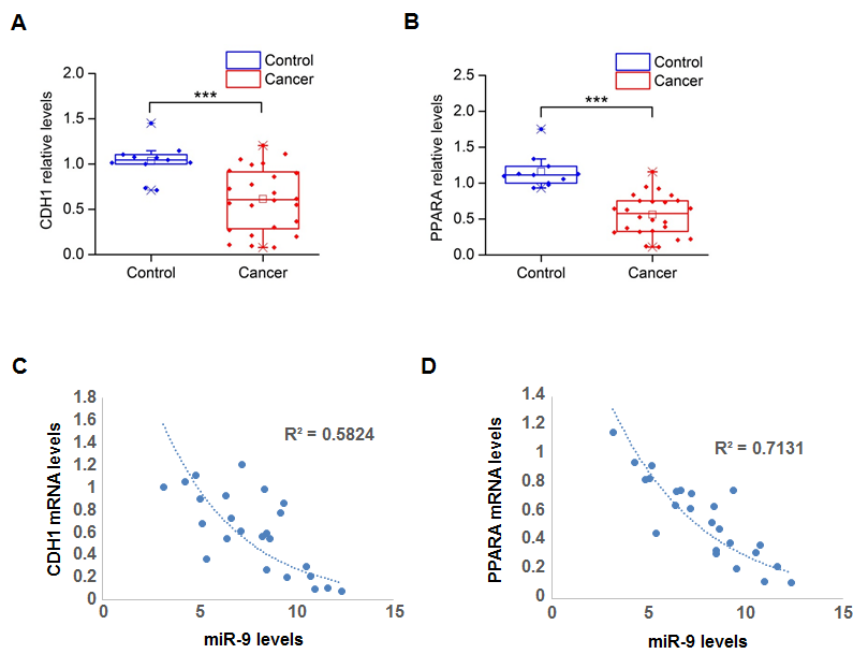 A
Control
Cancer
CDH1 relative levels
2.0
1.5
1.0
0.5
0.0
***
Control
Cancer
B
Control
Cancer
PPARA relative levels
2.5
2.0
1.5
1.0
0.5
0.0
***
Control
Cancer
C
CDH1 mRNA levels
1.8
1.6
1.4
1.2
1
0.8
0.6
0.4
0.2
0
R² = 0.5824
0
5
10
15
miR-9 levels
D
PPARA mRNA levels
1.4
1.2
1
0.8
0.6
0.4
0.2
0
R² = 0.7131
0
5
10
15
miR-9 levels